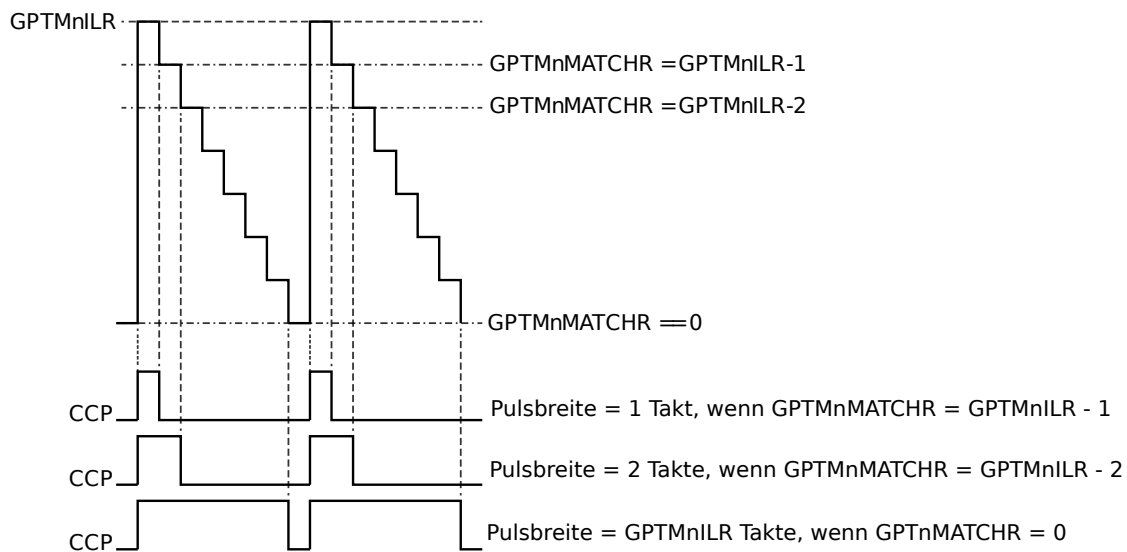 GPTMnILR
GPTMnMATCHR = GPTMnILR-1
GPTMnMATCHR = GPTMnILR-2
GPTMnMATCHR == 0
CCP Pulsbreite = 1 Takt, wenn GPTMnMATCHR = GPTMnILR - 1
CCP Pulsbreite = 2 Takte, wenn GPTMnMATCHR = GPTMnILR - 2
CCP Pulsbreite = GPTMnILR Takte, wenn GPTnMATCHR = 0